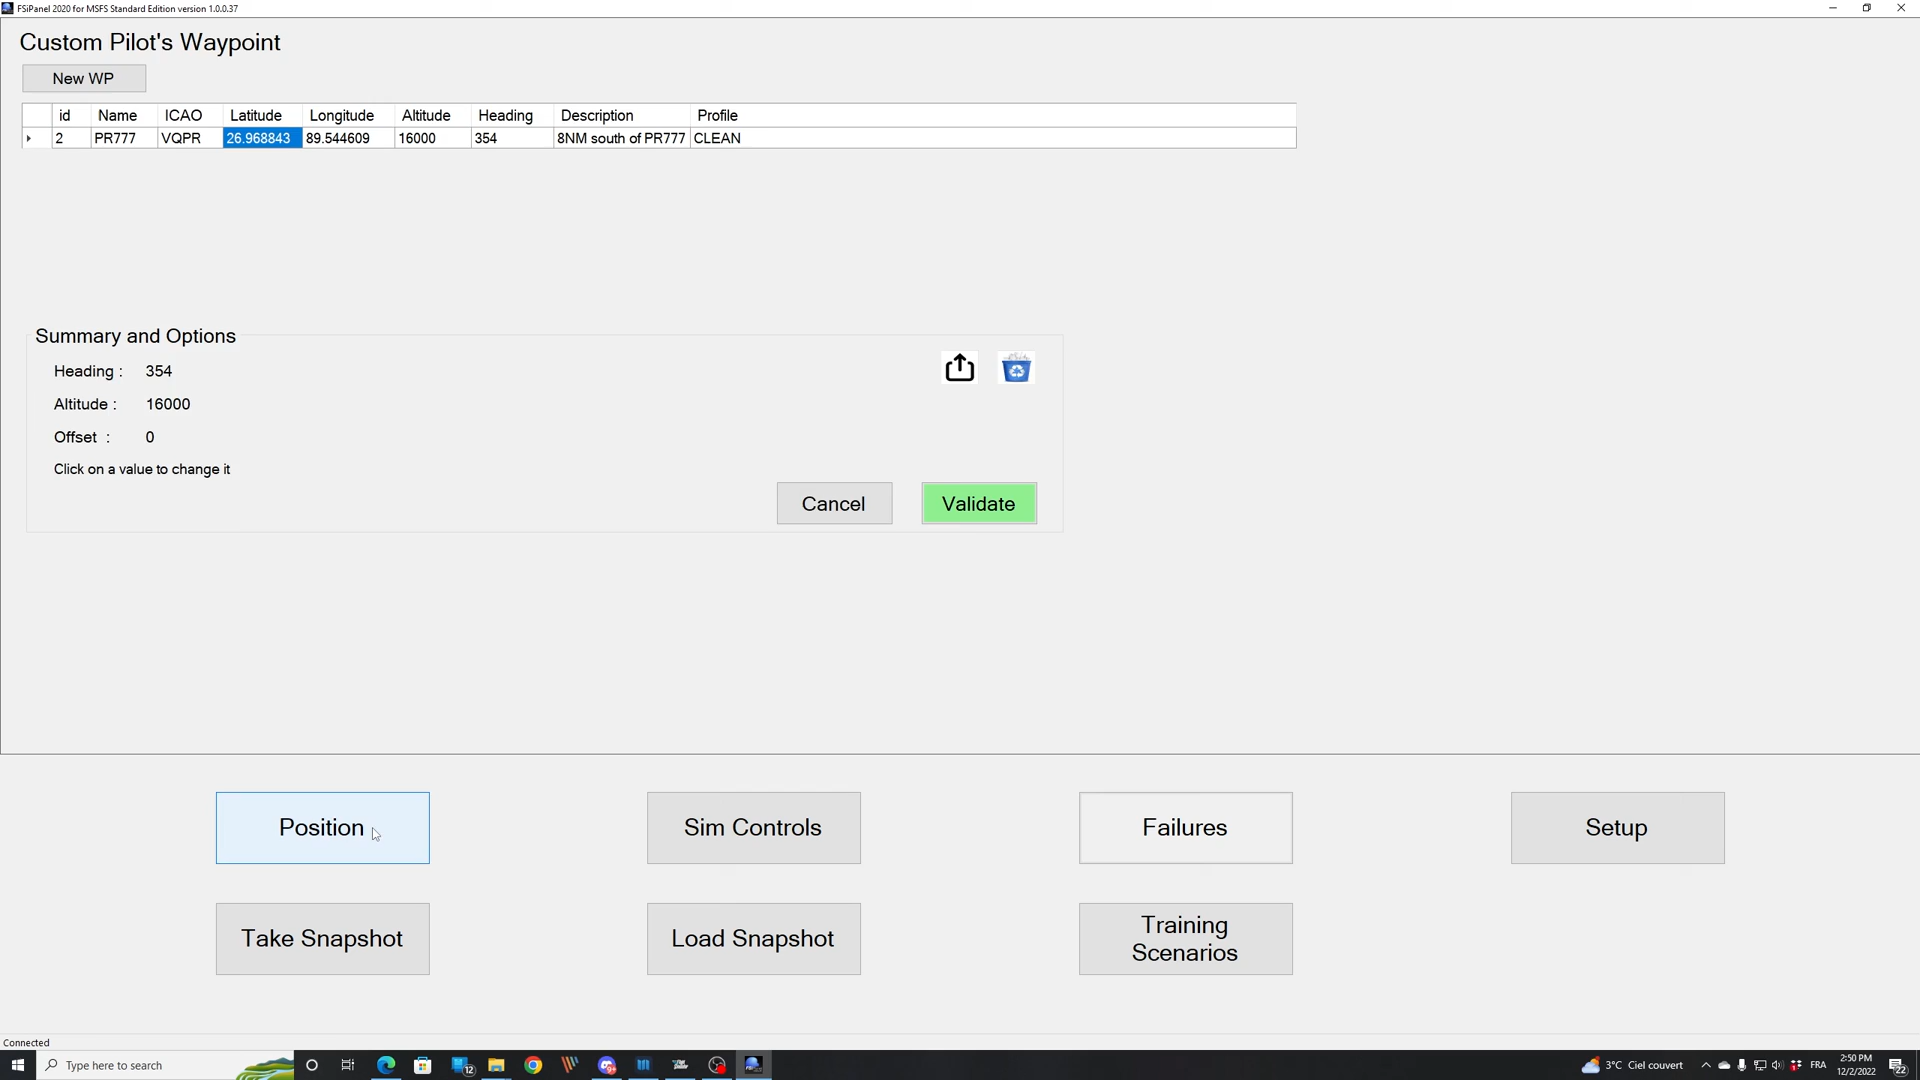 FSiPanel 2020 for MSFS Standard Edition version 1.0.0.37
Custom Pilot's Waypoint
New WP
id Name ICAO Latitude Longitude Altitude Heading Description Profile
2 PR777 VQPR 26.968843 89.544609 16000 354 8NM south of PR777 CLEAN
Summary and Options
Heading : 354
Altitude : 16000
Offset : 0
Click on a value to change it
Cancel Validate
Position Sim Controls Failures Setup
Take Snapshot Load Snapshot Training Scenarios
Connected
Type here to search
12
3°C Ciel couvert
FRA
2:50 PM
12/2/2022
22